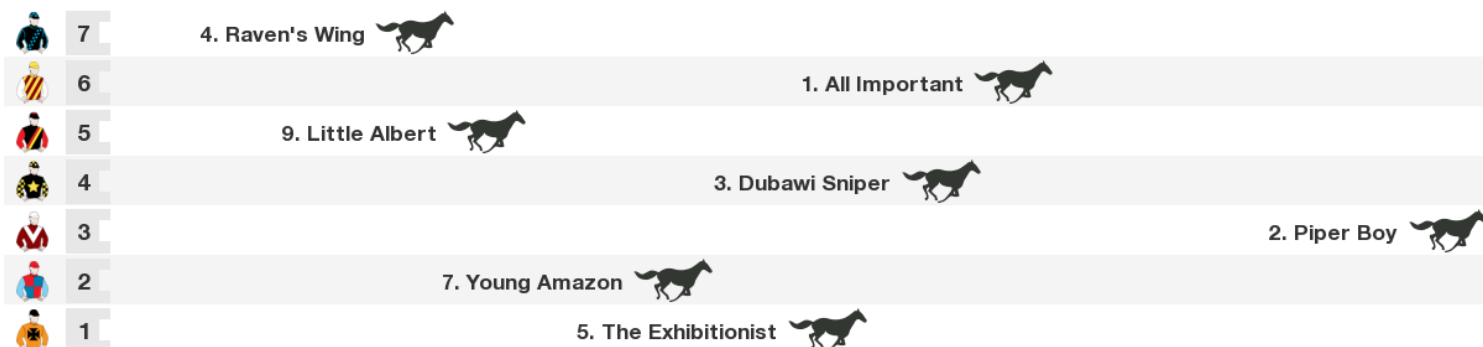 7 4. Raven's Wing
6 1. All Important
5 9. Little Albert
4 3. Dubawi Sniper
3 2. Piper Boy
2 7. Young Amazon
1 5. The Exhibitionist